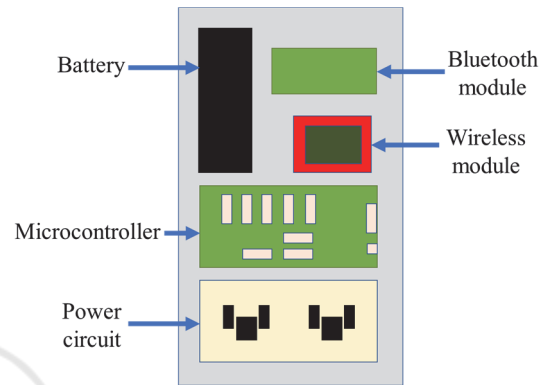 Battery
Bluetooth
module
Wireless
module
Microcontroller
Power
circuit